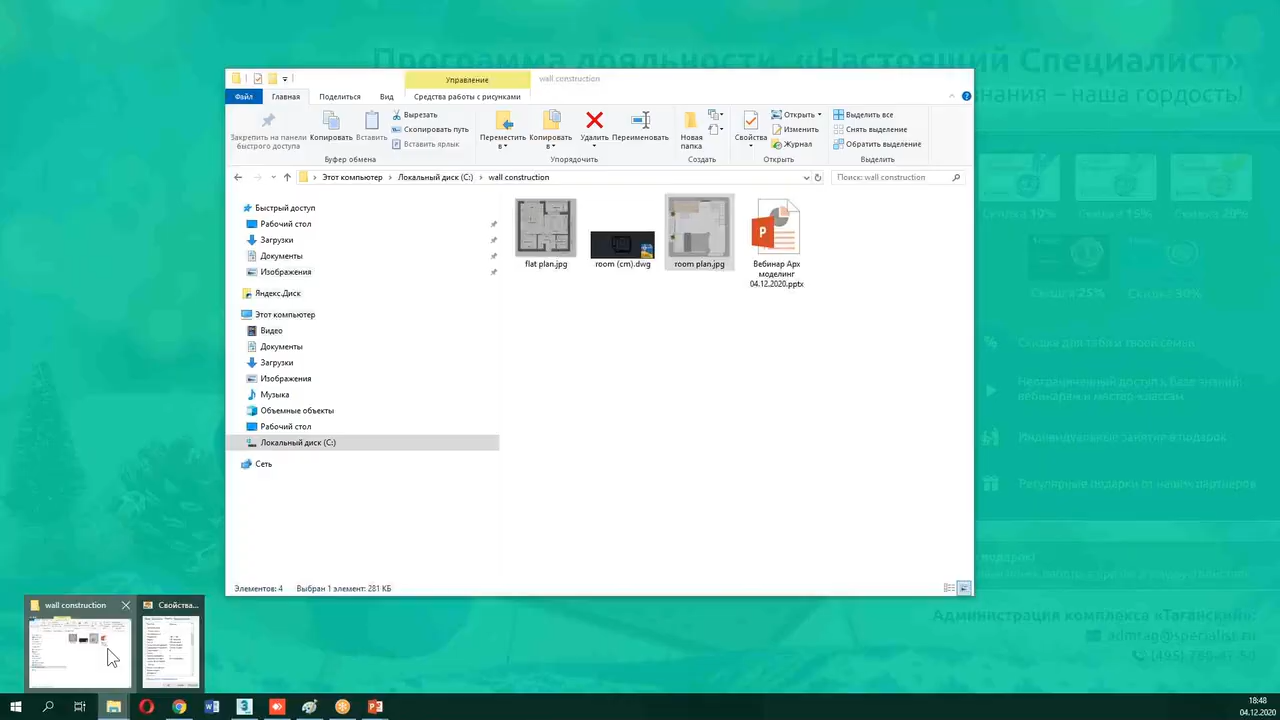 Программа лояльности «Настоящий Специалист»
знания – наша гордость!
Управление
wall construction
Файл
Главная
Поделиться
Вид
Средства работы с рисунками
Закрепить на панели
быстрого доступа
Копировать
Вставить
Вырезать
Скопировать путь
Вставить ярлык
Переместить
в
Копировать
в
Удалить
Переименовать
Новая
папка
Свойства
Открыть
Изменить
Журнал
Выделить все
Снять выделение
Обратить выделение
Буфер обмена
Упорядочить
Создать
Открыть
Выделить
Этот компьютер
Локальный диск (C:)
wall construction
Поиск: wall construction
Быстрый доступ
Рабочий стол
Загрузки
Документы
Изображения
Яндекс.Диск
Этот компьютер
Видео
Документы
Загрузки
Изображения
Музыка
Объемные объекты
Рабочий стол
Локальный диск (C:)
Сеть
flat plan.jpg
room (cm).dwg
room plan.jpg
Вебинар Арх
моделинг
04.12.2020.pptx
Элементов: 4
Выбран 1 элемент: 281 КБ
Скидка 10%
Скидка 15%
Скидка 20%
Скидка 25%
Скидка 30%
Скидка для тебя и твоей семьи
Неограниченный доступ к базе знаний:
вебинарам и мастер-классам
Индивидуальные занятия в подарок
Регулярные подарки от наших партнеров
подарок!
Администрация комплекса «Таганский»:
wall construction
Свойства...
18:48
04.12.2020